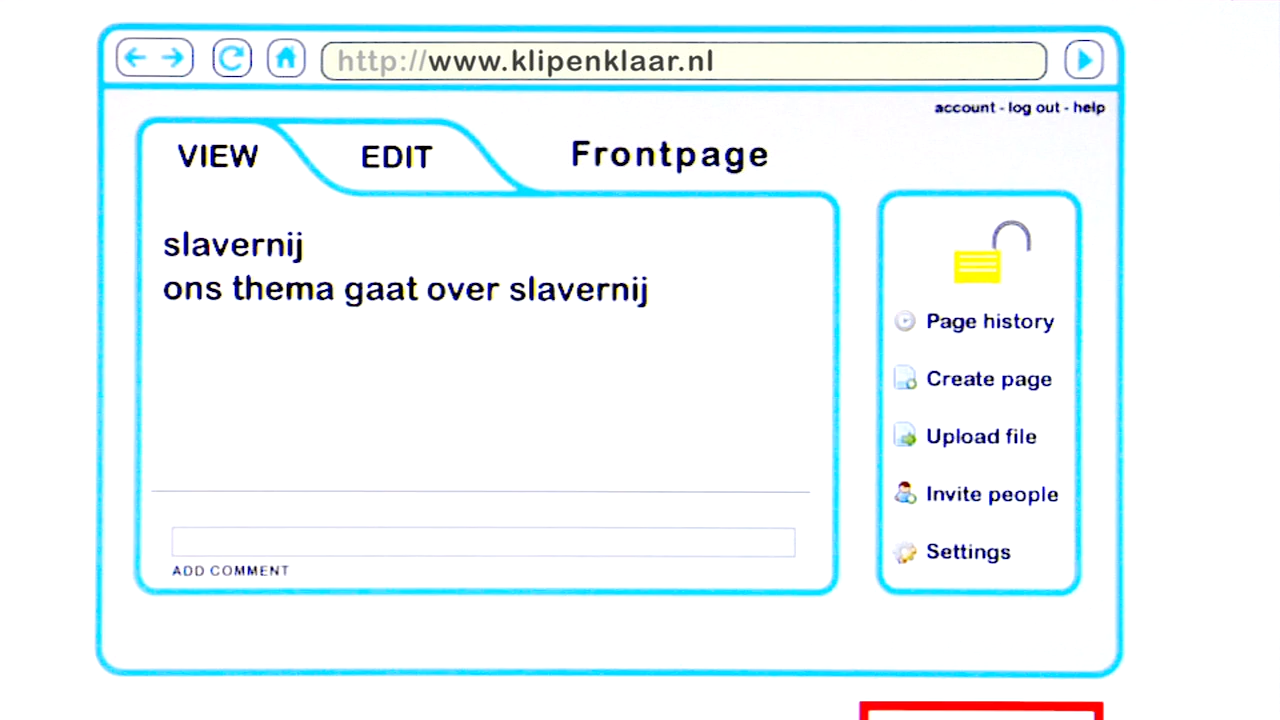 http://www.klipenklaar.nl
account - log out - help
VIEW
EDIT
Frontpage
slavernij
ons thema gaat over slavernij
Page history
Create page
Upload file
Invite people
Settings
ADD COMMENT